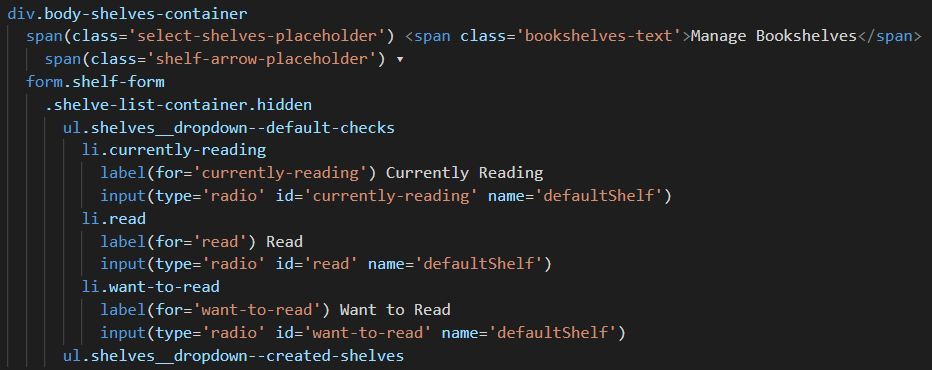 div.body-shelves-container
span(class='select-shelves-placeholder') <span class='bookshelves-text'>Manage Bookshelves</span>
span(class='shelf-arrow-placeholder') ▾
form.shelf-form
.shelve-list-container.hidden
ul.shelves__dropdown--default-checks
li.currently-reading
label(for='currently-reading') Currently Reading
input(type='radio' id='currently-reading' name='defaultShelf')
li.read
label(for='read') Read
input(type='radio' id='read' name='defaultShelf')
li.want-to-read
label(for='want-to-read') Want to Read
input(type='radio' id='want-to-read' name='defaultShelf')
ul.shelves__dropdown--created-shelves